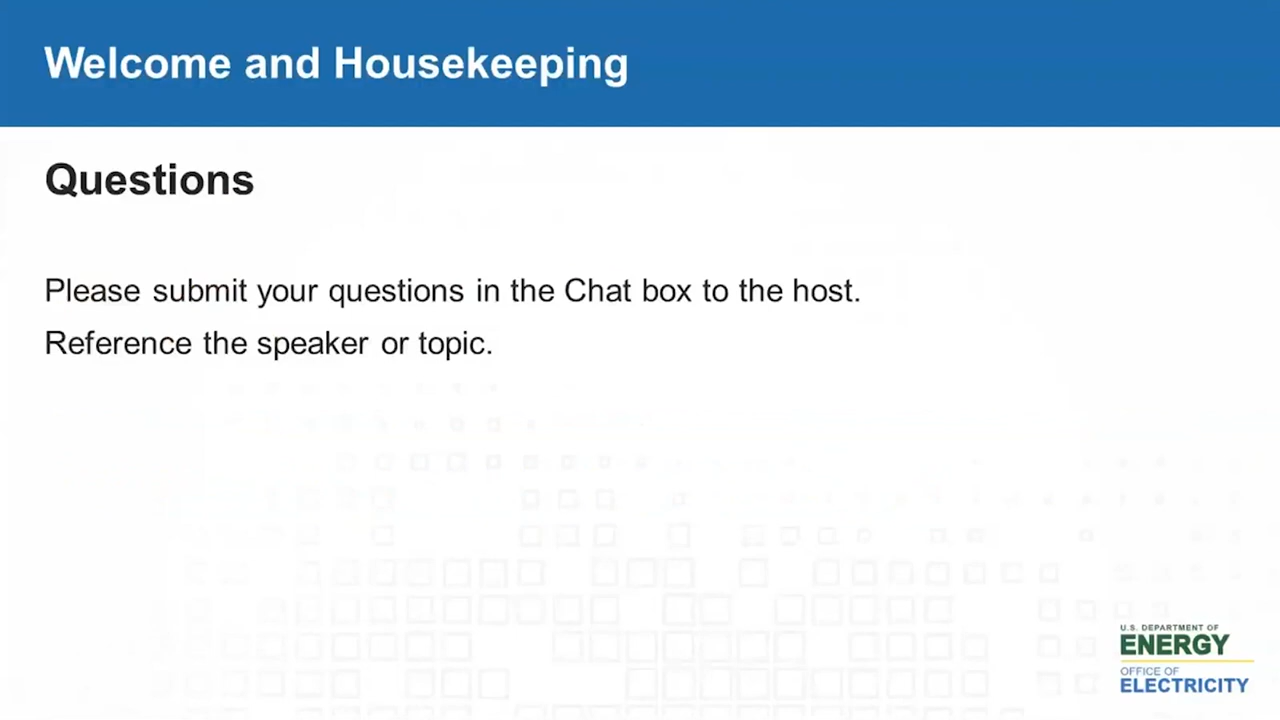 Welcome and Housekeeping
Questions
Please submit your questions in the Chat box to the host.
Reference the speaker or topic.
U.S. DEPARTMENT OF
ENERGY
OFFICE OF
ELECTRICITY